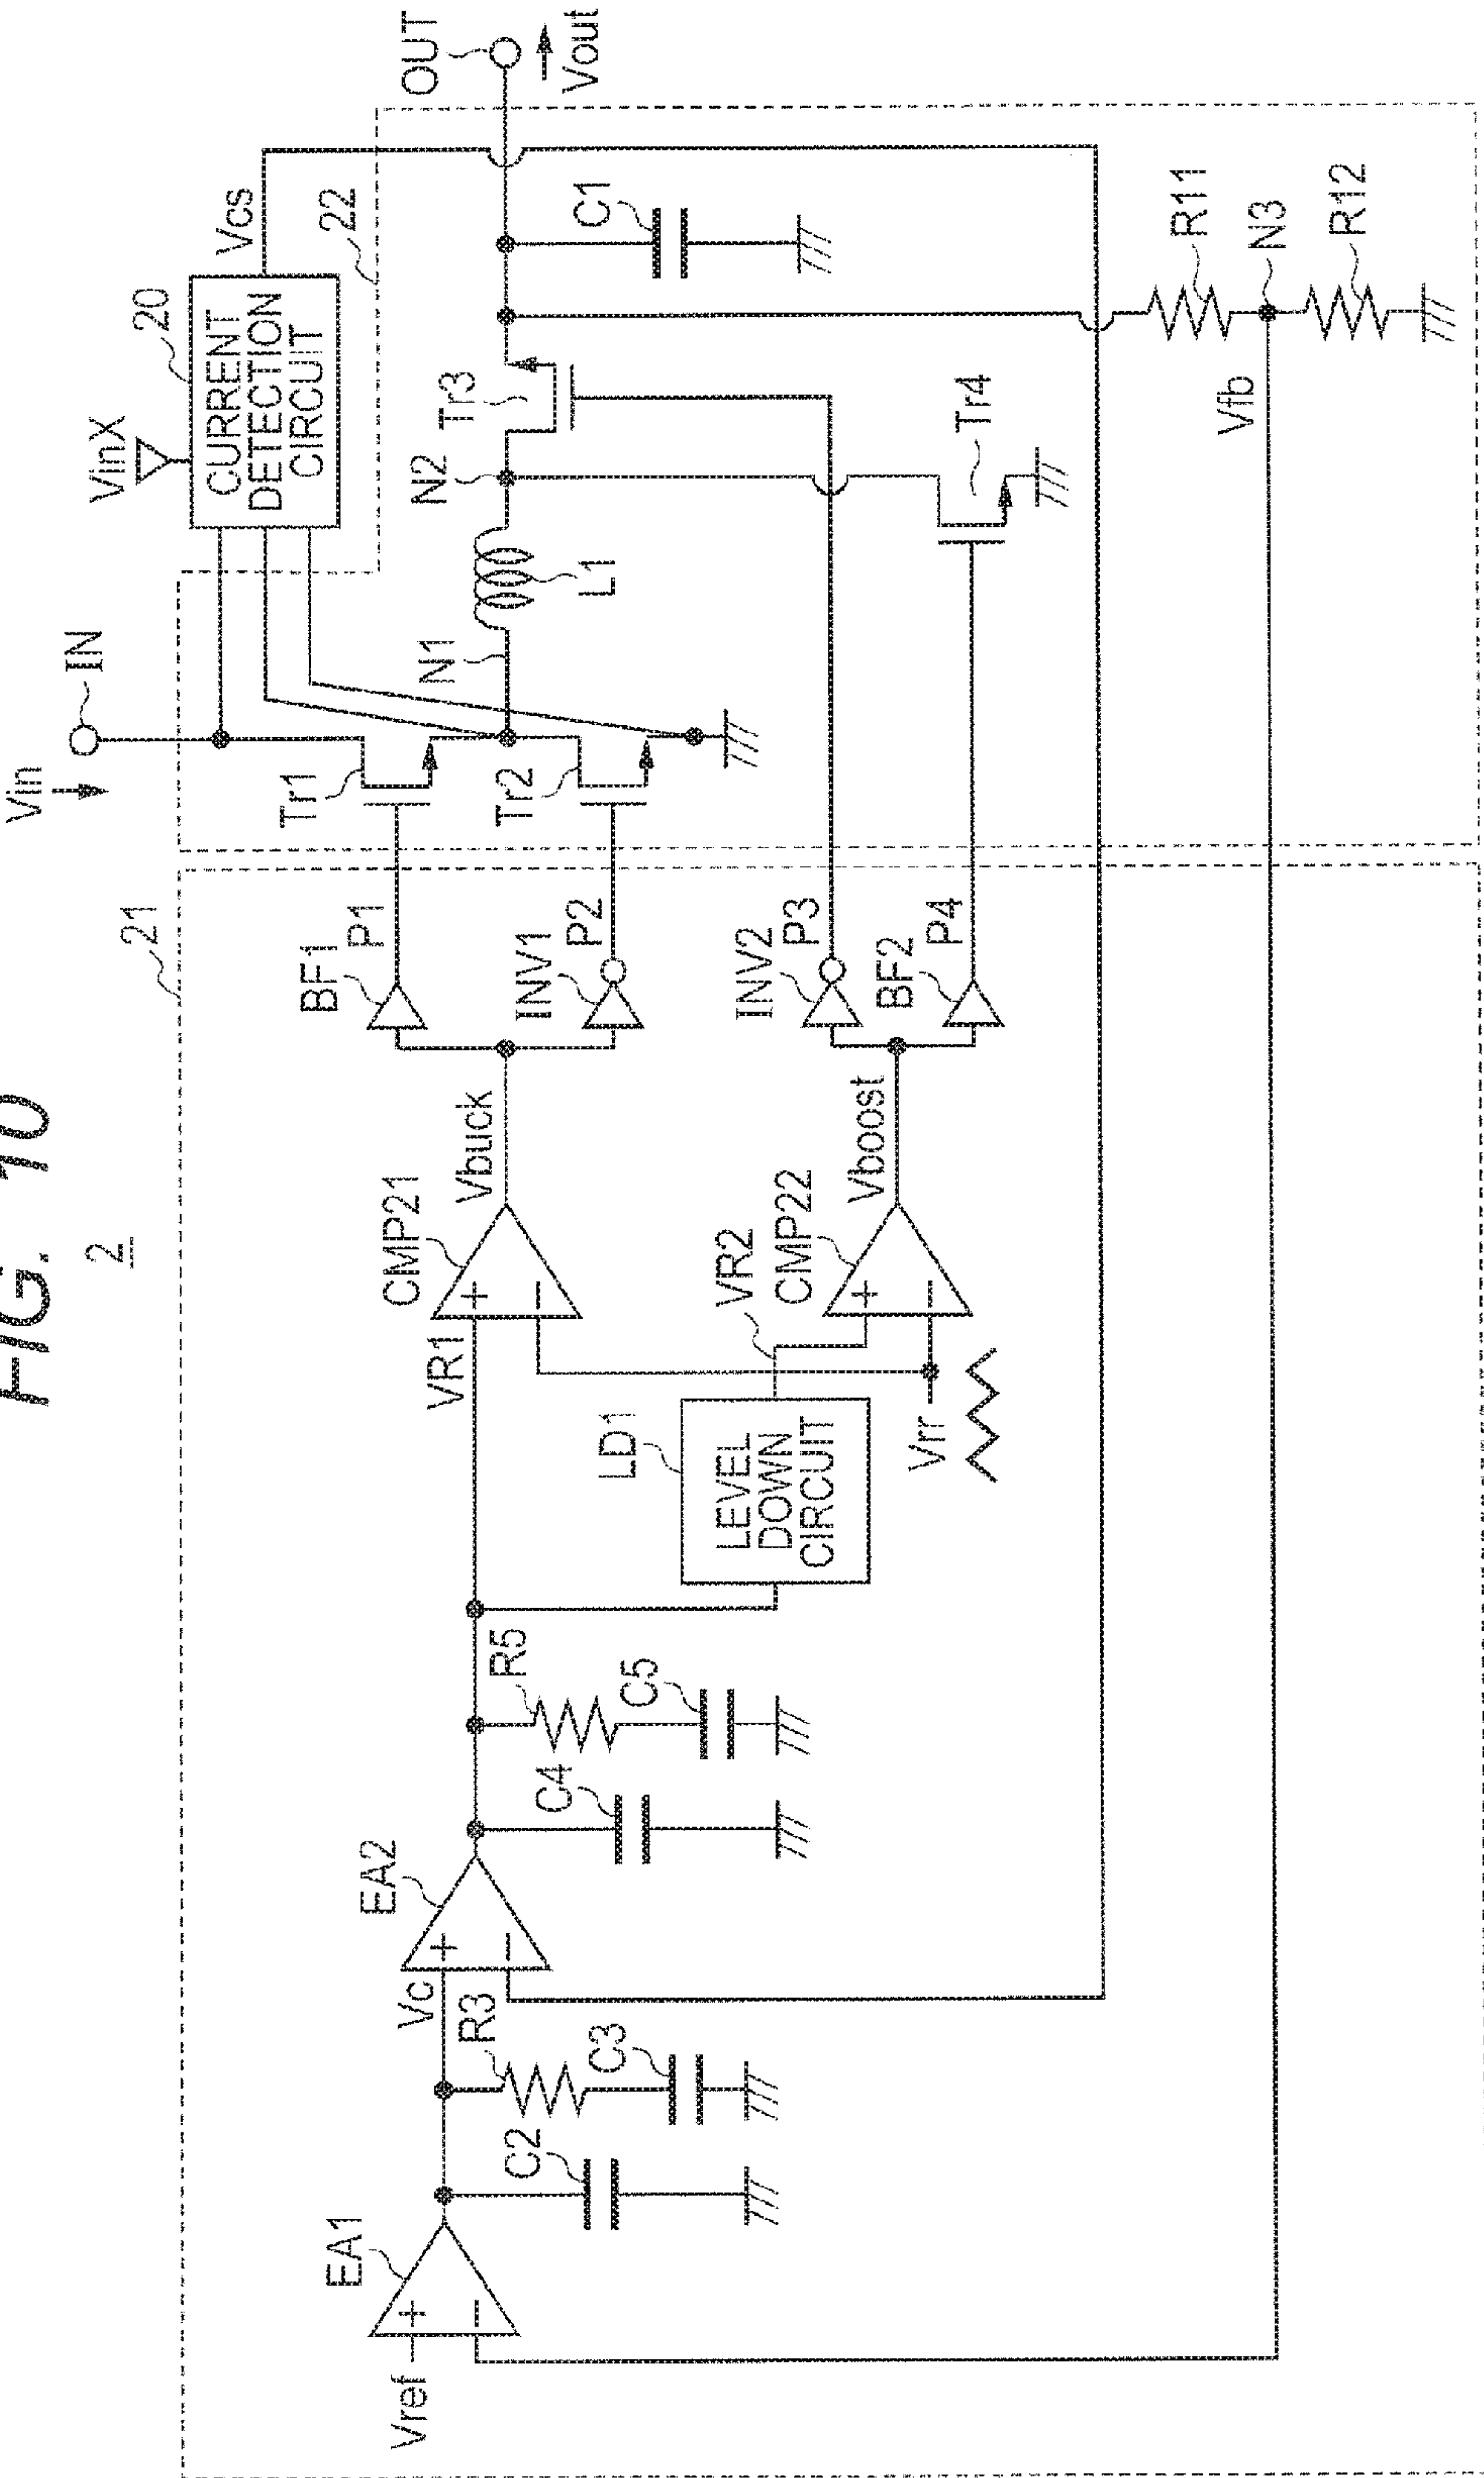 FIG. 10
2
21
22
Vin
IN
VinX
20
CURRENT
DETECTION
CIRCUIT
Vcs
OUT
Vout
Tr1
Tr2
N1
L1
N2
Tr3
C1
Tr4
R11
N3
R12
Vfb
BF1
P1
INV1
P2
INV2
P3
BF2
P4
CMP21
Vbuck
+
−
VR1
CMP22
Vboost
+
−
VR2
LD1
LEVEL
DOWN
CIRCUIT
Vrr
R5
C5
C4
EA2
+
−
Vc
R3
C3
C2
EA1
+
−
Vref